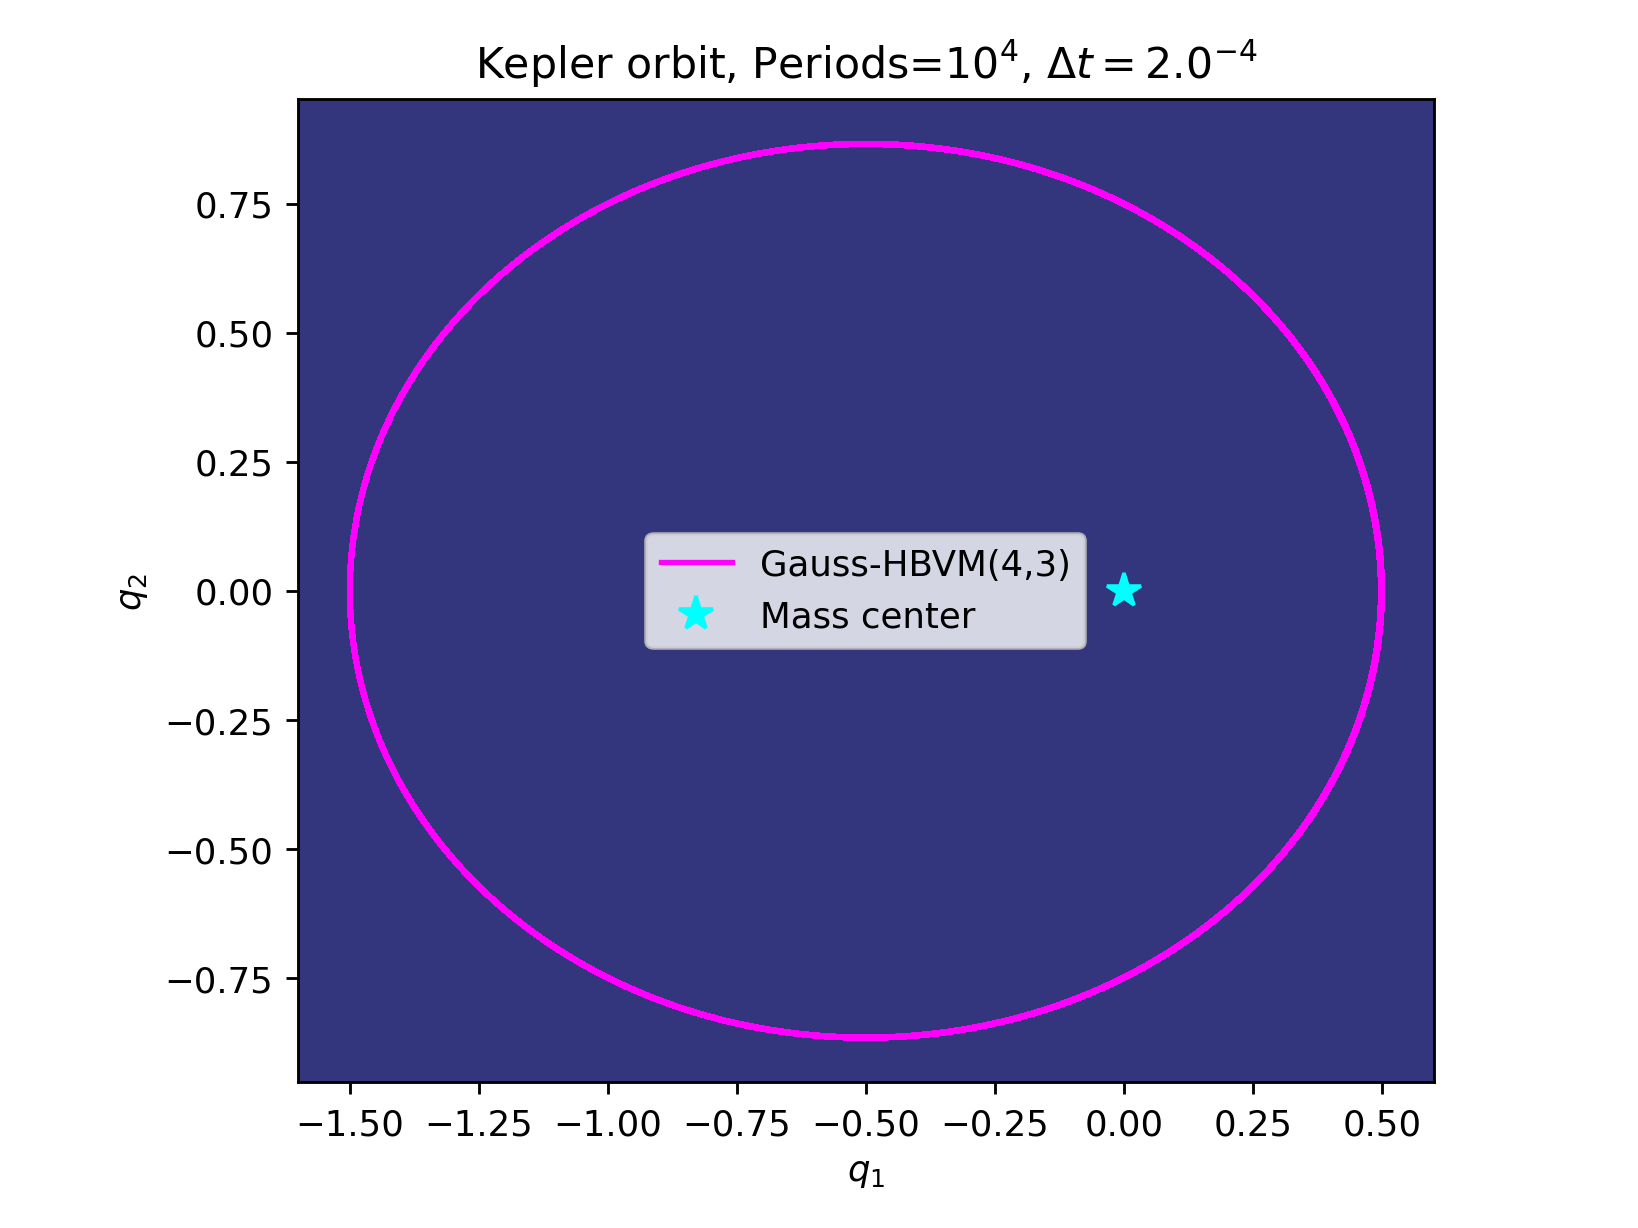 Kepler orbit, Periods=10⁴, Δt = 2.0⁻⁴
q₂
0.75
0.50
0.25
0.00
−0.25
−0.50
−0.75
Gauss-HBVM(4,3)
Mass center
−1.50 −1.25 −1.00 −0.75 −0.50 −0.25 0.00 0.25 0.50
q₁